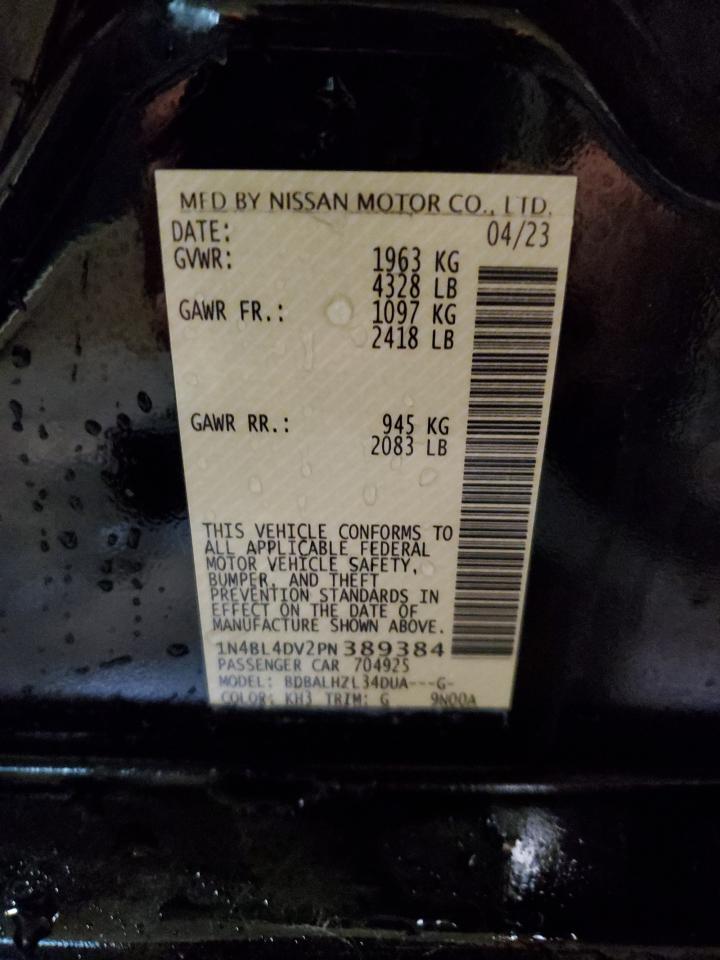 MFD BY NISSAN MOTOR CO., LTD.
DATE: 04/23
GVWR: 1963 KG
4328 LB
GAWR FR.: 1097 KG
2418 LB
GAWR RR.: 945 KG
2083 LB
THIS VEHICLE CONFORMS TO
ALL APPLICABLE FEDERAL
MOTOR VEHICLE SAFETY,
BUMPER, AND THEFT
PREVENTION STANDARDS IN
EFFECT ON THE DATE OF
MANUFACTURE SHOWN ABOVE.
1N4BL4DV2PN389384
PASSENGER CAR 704925
MODEL: BDBALHZL34DUA---G-
COLOR: KH3 TRIM: G 9N00A